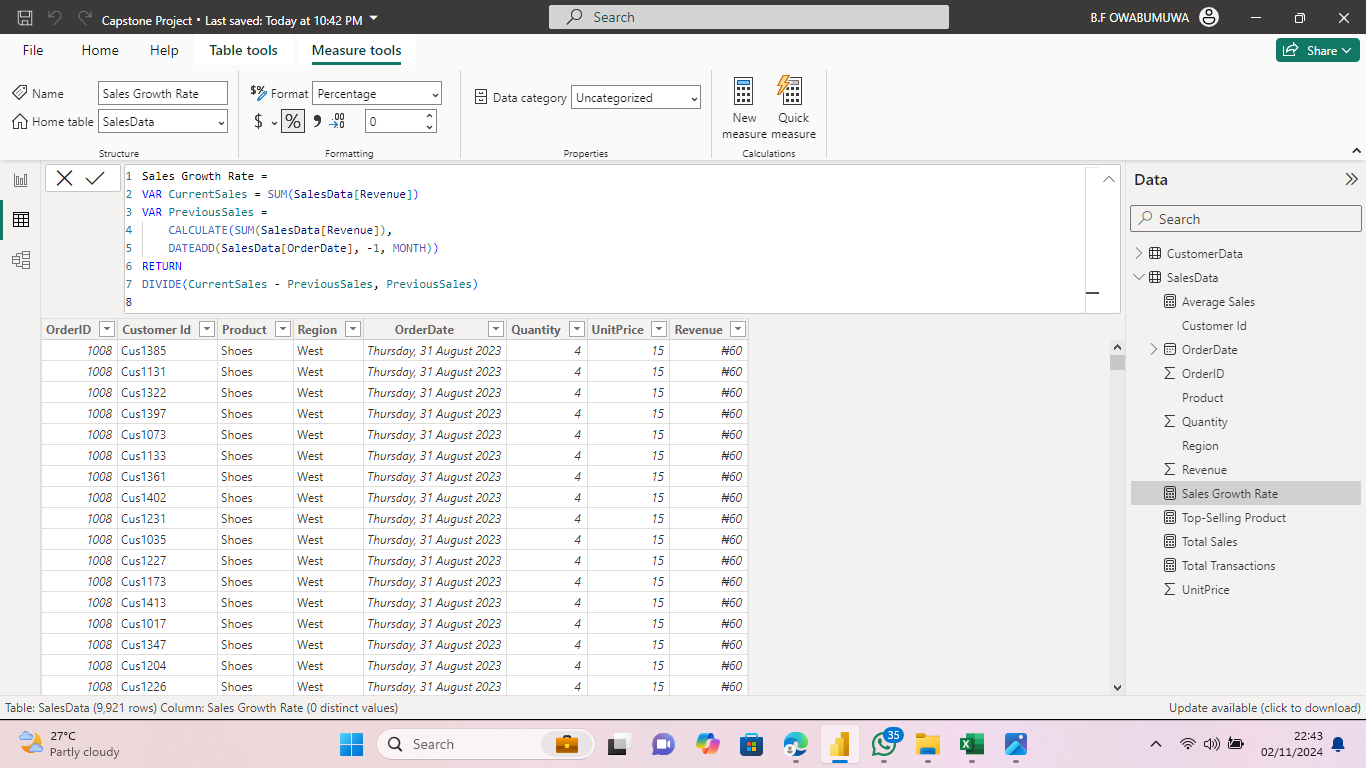 Capstone Project • Last saved: Today at 10:42 PM
Search
B.F OWABUMUWA
File Home Help Table tools Measure tools
Share
Name Sales Growth Rate
Home table SalesData
Structure
$% Format Percentage
$ % 9 .00 0
Formatting
Data category Uncategorized
Properties
New measure
Quick measure
Calculations
1 Sales Growth Rate =
2 VAR CurrentSales = SUM(SalesData[Revenue])
3 VAR PreviousSales =
4 CALCULATE(SUM(SalesData[Revenue]),
5 DATEADD(SalesData[OrderDate], -1, MONTH))
6 RETURN
7 DIVIDE(CurrentSales - PreviousSales, PreviousSales)
8
OrderID Customer Id Product Region OrderDate Quantity UnitPrice Revenue
1008 Cus1385 Shoes West Thursday, 31 August 2023 4 15 ₦60
1008 Cus1131 Shoes West Thursday, 31 August 2023 4 15 ₦60
1008 Cus1322 Shoes West Thursday, 31 August 2023 4 15 ₦60
1008 Cus1397 Shoes West Thursday, 31 August 2023 4 15 ₦60
1008 Cus1073 Shoes West Thursday, 31 August 2023 4 15 ₦60
1008 Cus1133 Shoes West Thursday, 31 August 2023 4 15 ₦60
1008 Cus1361 Shoes West Thursday, 31 August 2023 4 15 ₦60
1008 Cus1402 Shoes West Thursday, 31 August 2023 4 15 ₦60
1008 Cus1231 Shoes West Thursday, 31 August 2023 4 15 ₦60
1008 Cus1035 Shoes West Thursday, 31 August 2023 4 15 ₦60
1008 Cus1227 Shoes West Thursday, 31 August 2023 4 15 ₦60
1008 Cus1173 Shoes West Thursday, 31 August 2023 4 15 ₦60
1008 Cus1413 Shoes West Thursday, 31 August 2023 4 15 ₦60
1008 Cus1017 Shoes West Thursday, 31 August 2023 4 15 ₦60
1008 Cus1347 Shoes West Thursday, 31 August 2023 4 15 ₦60
1008 Cus1204 Shoes West Thursday, 31 August 2023 4 15 ₦60
1008 Cus1226 Shoes West Thursday, 31 August 2023 4 15 ₦60
Data
Search
CustomerData
SalesData
Average Sales
Customer Id
OrderDate
OrderID
Product
Quantity
Region
Revenue
Sales Growth Rate
Top-Selling Product
Total Sales
Total Transactions
UnitPrice
Table: SalesData (9,921 rows) Column: Sales Growth Rate (0 distinct values)
Update available (click to download)
27°C
Partly cloudy
Search
35
22:43
02/11/2024